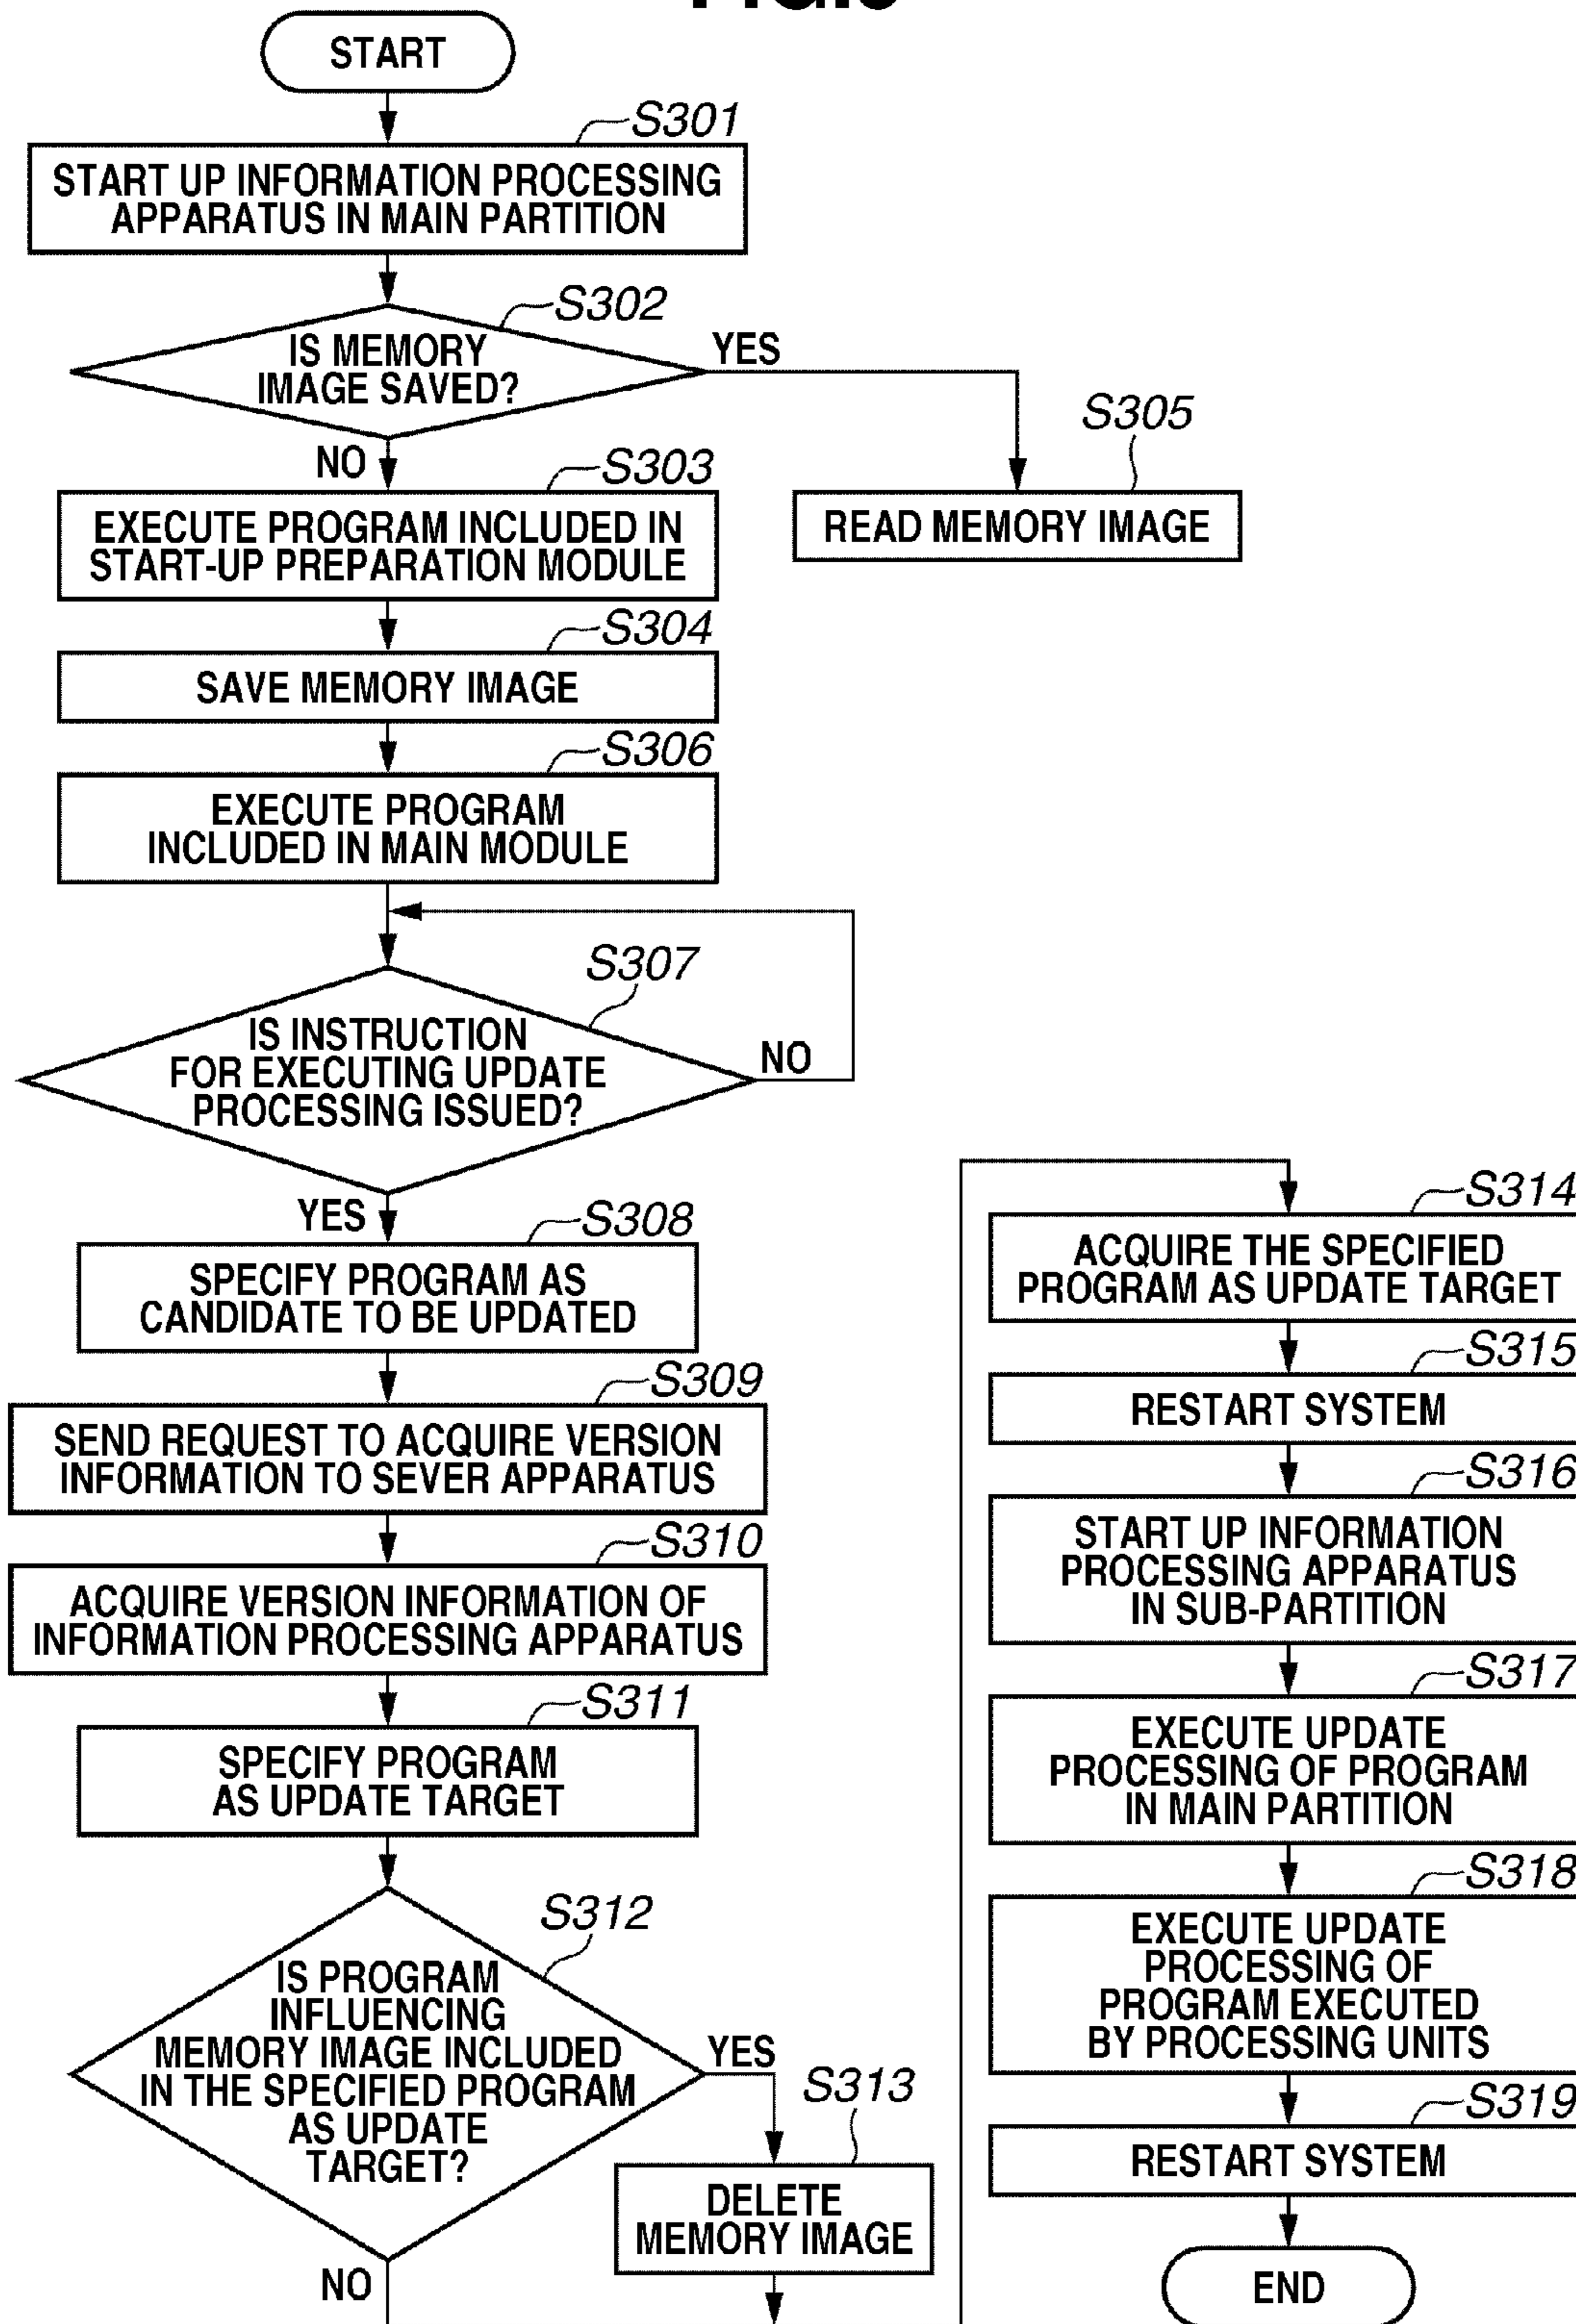 START
S301
START UP INFORMATION PROCESSING
APPARATUS IN MAIN PARTITION
S302
IS MEMORY
IMAGE SAVED?
YES
NO
S303
EXECUTE PROGRAM INCLUDED IN
START-UP PREPARATION MODULE
S305
READ MEMORY IMAGE
S304
SAVE MEMORY IMAGE
S306
EXECUTE PROGRAM
INCLUDED IN MAIN MODULE
S307
IS INSTRUCTION
FOR EXECUTING UPDATE
PROCESSING ISSUED?
NO
YES
S308
SPECIFY PROGRAM AS
CANDIDATE TO BE UPDATED
S309
SEND REQUEST TO ACQUIRE VERSION
INFORMATION TO SEVER APPARATUS
S310
ACQUIRE VERSION INFORMATION OF
INFORMATION PROCESSING APPARATUS
S311
SPECIFY PROGRAM
AS UPDATE TARGET
S312
IS PROGRAM
INFLUENCING
MEMORY IMAGE INCLUDED
IN THE SPECIFIED PROGRAM
AS UPDATE
TARGET?
YES
NO
S313
DELETE
MEMORY IMAGE
S314
ACQUIRE THE SPECIFIED
PROGRAM AS UPDATE TARGET
S315
RESTART SYSTEM
S316
START UP INFORMATION
PROCESSING APPARATUS
IN SUB-PARTITION
S317
EXECUTE UPDATE
PROCESSING OF PROGRAM
IN MAIN PARTITION
S318
EXECUTE UPDATE
PROCESSING OF
PROGRAM EXECUTED
BY PROCESSING UNITS
S319
RESTART SYSTEM
END